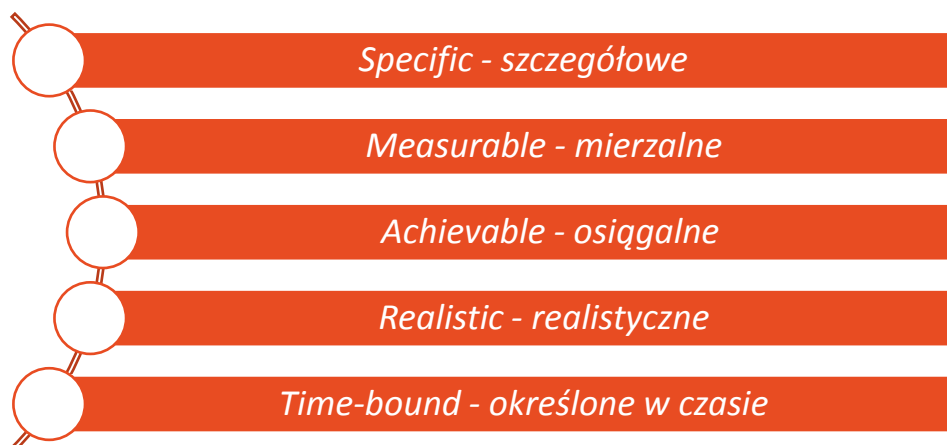 Specific - szczegółowe
Measurable - mierzalne
Achievable - osiągalne
Realistic - realistyczne
Time-bound - określone w czasie